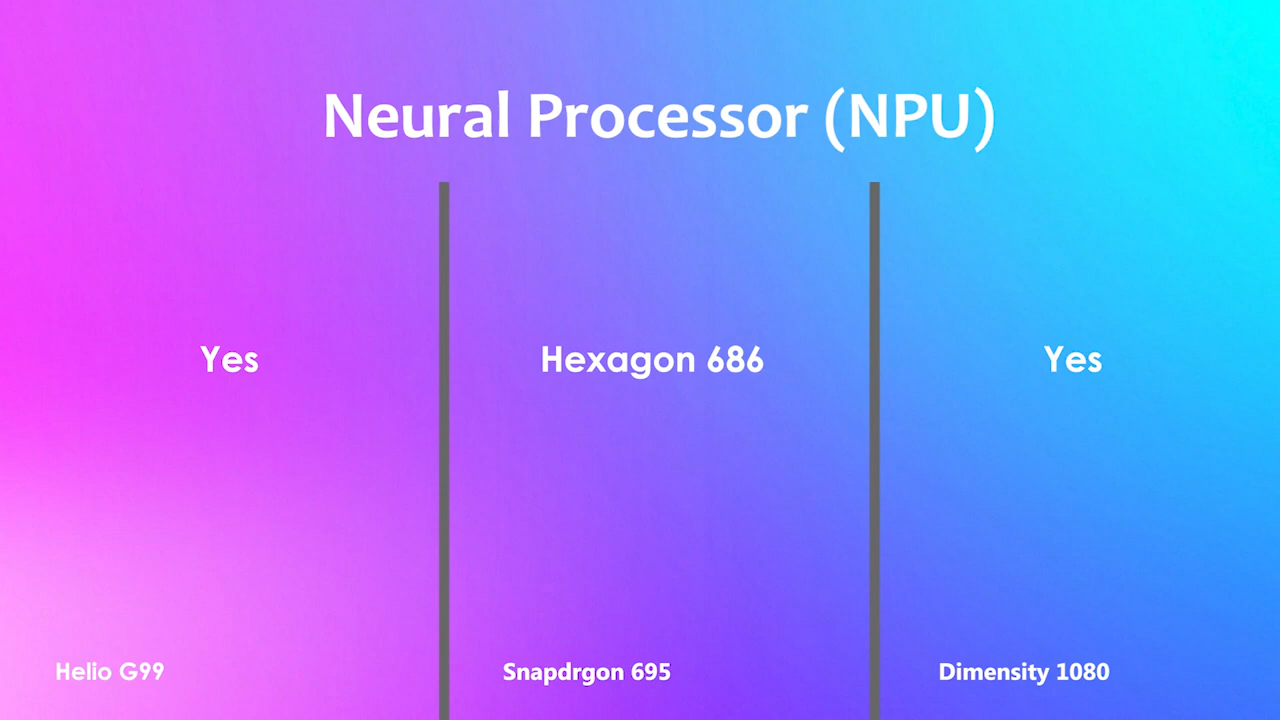 Neural Processor (NPU)
Yes
Hexagon 686
Yes
Helio G99
Snapdrgon 695
Dimensity 1080